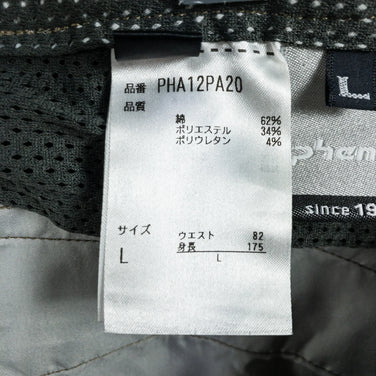 品番 PHA12PA20
品質
綿 62%
ポリエステル 34%
ポリウレタン 4%
サイズ
L
ウエスト 82
身長 175
L
L
phen
since 19